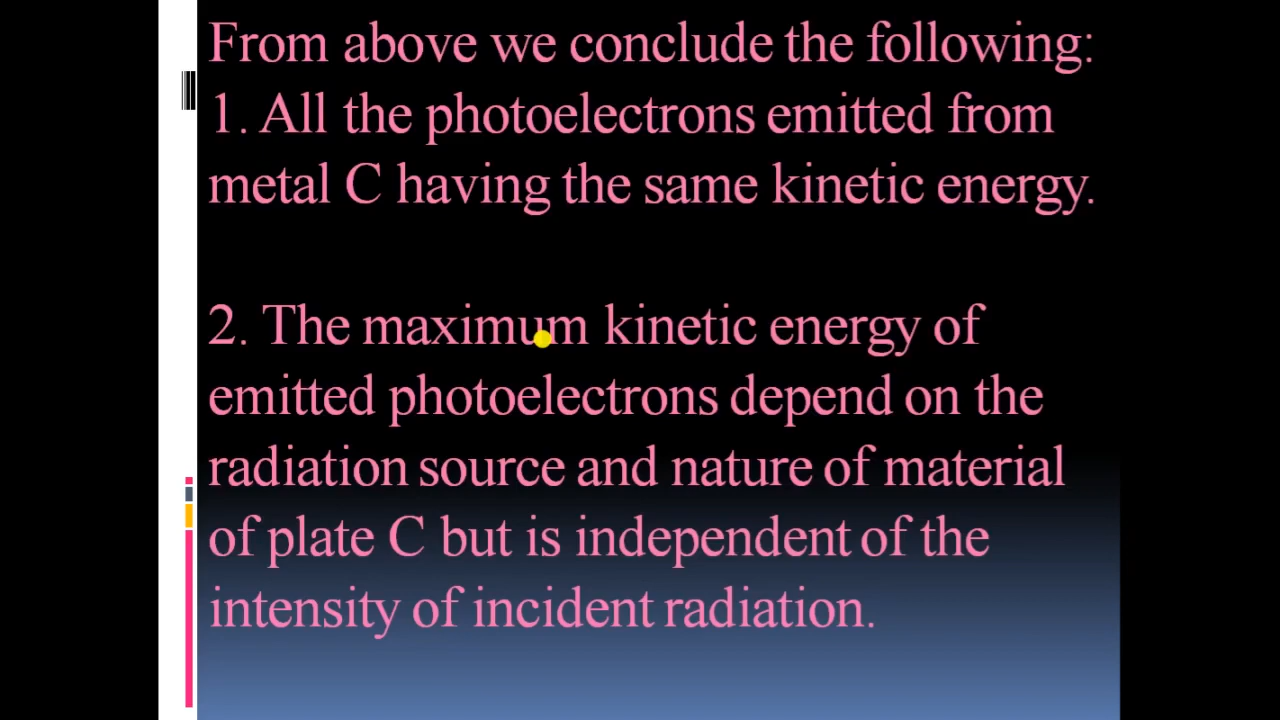 From above we conclude the following:
1. All the photoelectrons emitted from
metal C having the same kinetic energy.
2. The maximum kinetic energy of
emitted photoelectrons depend on the
radiation source and nature of material
of plate C but is independent of the
intensity of incident radiation.